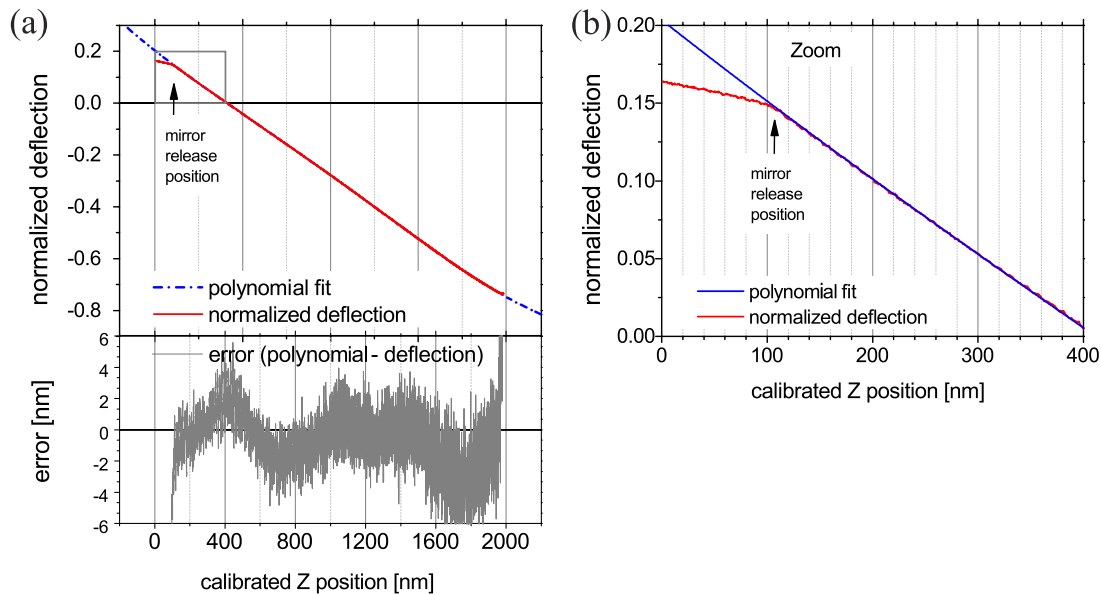 (a)
0.2
0.0
-0.2
-0.4
-0.6
-0.8
normalized deflection
mirror
release
position
polynomial fit
normalized deflection
error (polynomial - deflection)
6
4
2
0
-2
-4
-6
error [nm]
0 400 800 1200 1600 2000
calibrated Z position [nm]
(b)
0.20
0.15
0.10
0.05
0.00
normalized deflection
Zoom
mirror
release
position
polynomial fit
normalized deflection
0 100 200 300 400
calibrated Z position [nm]